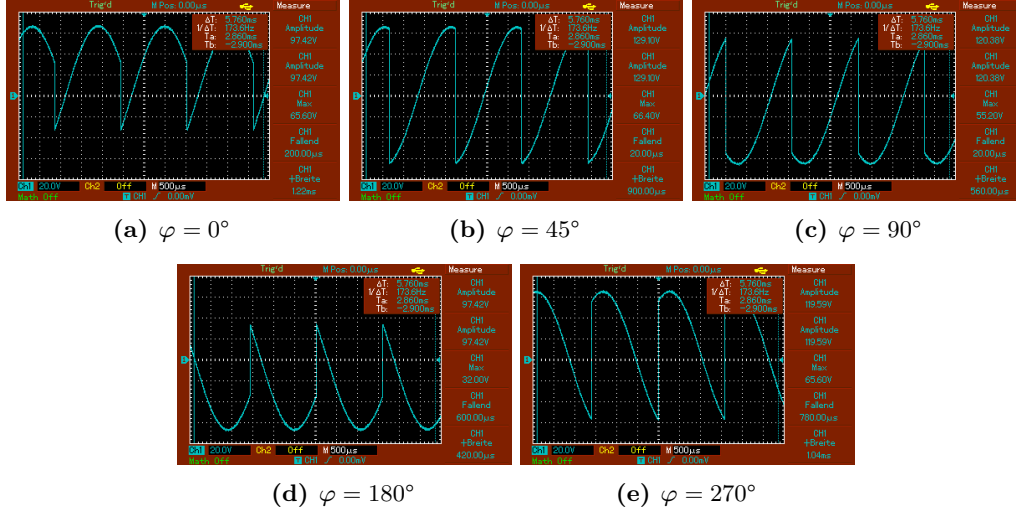 Trig'd M Pos: 0.00μs Measure
ΔT: 5.760ms
1/ΔT: 173.6Hz
Ta: 2.860ms
Tb: -2.900ms
CH1
Amplitude
97.42V
CH1
Amplitude
97.42V
CH1
Max
65.60V
CH1
Fallend
200.00μs
CH1
+Breite
1.22ms
Ch1 20.0V Ch2 Off M 500μs
Math Off T CH1 / 0.00mV
(a) φ = 0°
Trig'd M Pos: 0.00μs Measure
ΔT: 5.760ms
1/ΔT: 173.6Hz
Ta: 2.860ms
Tb: -2.900ms
CH1
Amplitude
129.10V
CH1
Amplitude
129.10V
CH1
Max
66.40V
CH1
Fallend
20.00μs
CH1
+Breite
900.00μs
Ch1 20.0V Ch2 Off M 500μs
Math Off T CH1 / 0.00mV
(b) φ = 45°
Trig'd M Pos: 0.00μs Measure
ΔT: 5.760ms
1/ΔT: 173.6Hz
Ta: 2.860ms
Tb: -2.900ms
CH1
Amplitude
120.38V
CH1
Amplitude
120.38V
CH1
Max
55.20V
CH1
Fallend
20.00μs
CH1
+Breite
560.00μs
Ch1 20.0V Ch2 Off M 500μs
Math Off T CH1 / 0.00mV
(c) φ = 90°
Trig'd M Pos: 0.00μs Measure
ΔT: 5.760ms
1/ΔT: 173.6Hz
Ta: 2.860ms
Tb: -2.900ms
CH1
Amplitude
97.42V
CH1
Amplitude
97.42V
CH1
Max
32.00V
CH1
Fallend
600.00μs
CH1
+Breite
420.00μs
Ch1 20.0V Ch2 Off M 500μs
Math Off T CH1 / 0.00mV
(d) φ = 180°
Trig'd M Pos: 0.00μs Measure
ΔT: 5.760ms
1/ΔT: 173.6Hz
Ta: 2.860ms
Tb: -2.900ms
CH1
Amplitude
119.59V
CH1
Amplitude
119.59V
CH1
Max
65.60V
CH1
Fallend
780.00μs
CH1
+Breite
1.04ms
Ch1 20.0V Ch2 Off M 500μs
Math Off T CH1 / 0.00mV
(e) φ = 270°